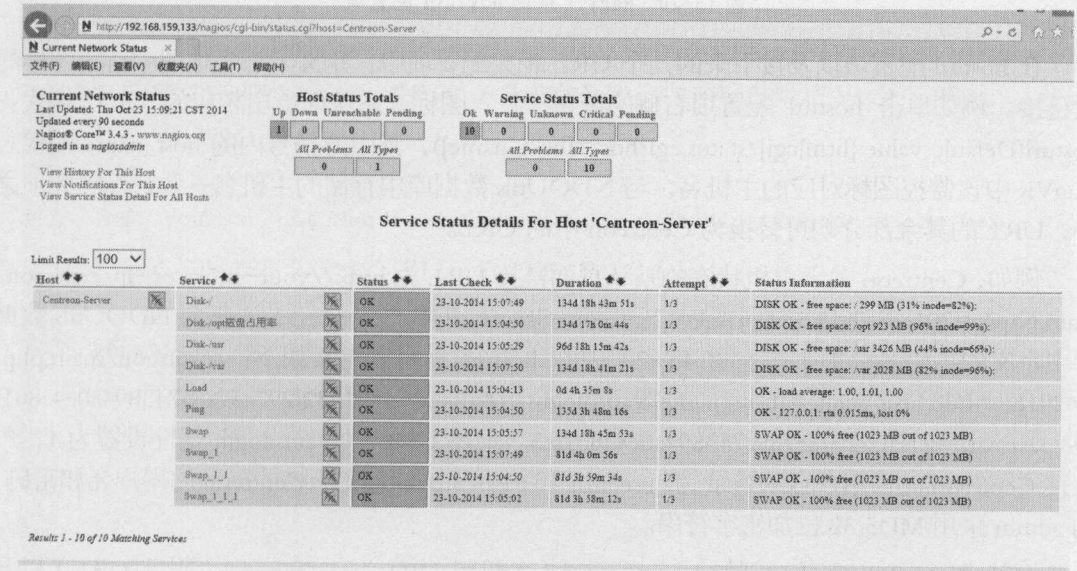 http://192.168.159.133/nagios/cgi-bin/status.cgi?host=Centreon-Server
N Current Network Status ×
文件(F) 编辑(E) 查看(V) 收藏夹(A) 工具(T) 帮助(H)
Current Network Status
Last Updated: Thu Oct 23 15:09:21 CST 2014
Updated every 90 seconds
Nagios® Core™ 3.4.3 - www.nagios.org
Logged in as nagiosadmin
View History For This Host
View Notifications For This Host
View Service Status Detail For All Hosts
Host Status Totals
Up Down Unreachable Pending
1 0 0 0
All Problems All Types
0 1
Service Status Totals
Ok Warning Unknown Critical Pending
10 0 0 0 0
All Problems All Types
0 10
Service Status Details For Host 'Centreon-Server'
Limit Results: 100
Host Service Status Last Check Duration Attempt Status Information
Centreon-Server Disk-/ OK 23-10-2014 15:07:49 134d 18h 43m 51s 1/3 DISK OK - free space: / 299 MB (31% inode=82%):
Disk-/opt磁盘占用率 OK 23-10-2014 15:04:50 134d 17h 0m 44s 1/3 DISK OK - free space: /opt 923 MB (96% inode=99%):
Disk-/usr OK 23-10-2014 15:05:29 96d 18h 15m 42s 1/3 DISK OK - free space: /usr 3426 MB (44% inode=66%):
Disk-/var OK 23-10-2014 15:07:50 134d 18h 41m 21s 1/3 DISK OK - free space: /var 2028 MB (82% inode=96%):
Load OK 23-10-2014 15:04:13 0d 4h 35m 8s 1/3 OK - load average: 1.00, 1.01, 1.00
Ping OK 23-10-2014 15:04:50 135d 3h 48m 16s 1/3 OK - 127.0.0.1: rta 0.015ms, lost 0%
Swap OK 23-10-2014 15:05:57 134d 18h 45m 53s 1/3 SWAP OK - 100% free (1023 MB out of 1023 MB)
Swap_1 OK 23-10-2014 15:07:49 81d 4h 0m 56s 1/3 SWAP OK - 100% free (1023 MB out of 1023 MB)
Swap_1_1 OK 23-10-2014 15:04:50 81d 3h 59m 34s 1/3 SWAP OK - 100% free (1023 MB out of 1023 MB)
Swap_1_1_1 OK 23-10-2014 15:05:02 81d 3h 58m 12s 1/3 SWAP OK - 100% free (1023 MB out of 1023 MB)
Results 1 - 10 of 10 Matching Services